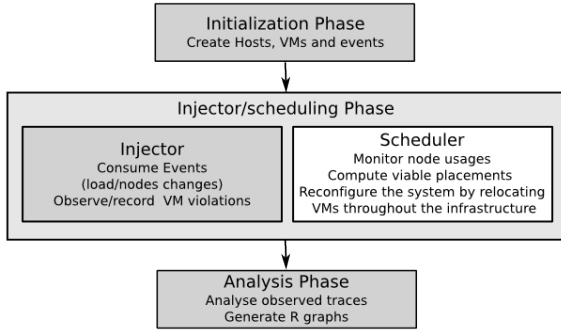 Initialization Phase
Create Hosts, VMs and events
Injector/scheduling Phase
Injector
Consume Events
(load/nodes changes)
Observe/record VM violations
Scheduler
Monitor node usages
Compute viable placements
Reconfigure the system by relocating
VMs throughout the infrastructure
Analysis Phase
Analyse observed traces
Generate R graphs